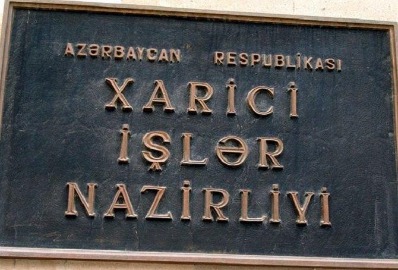 AZƏRBAYCAN RESPUBLİKASI
XARİCİ
İŞLƏR
NAZİRLİYİ